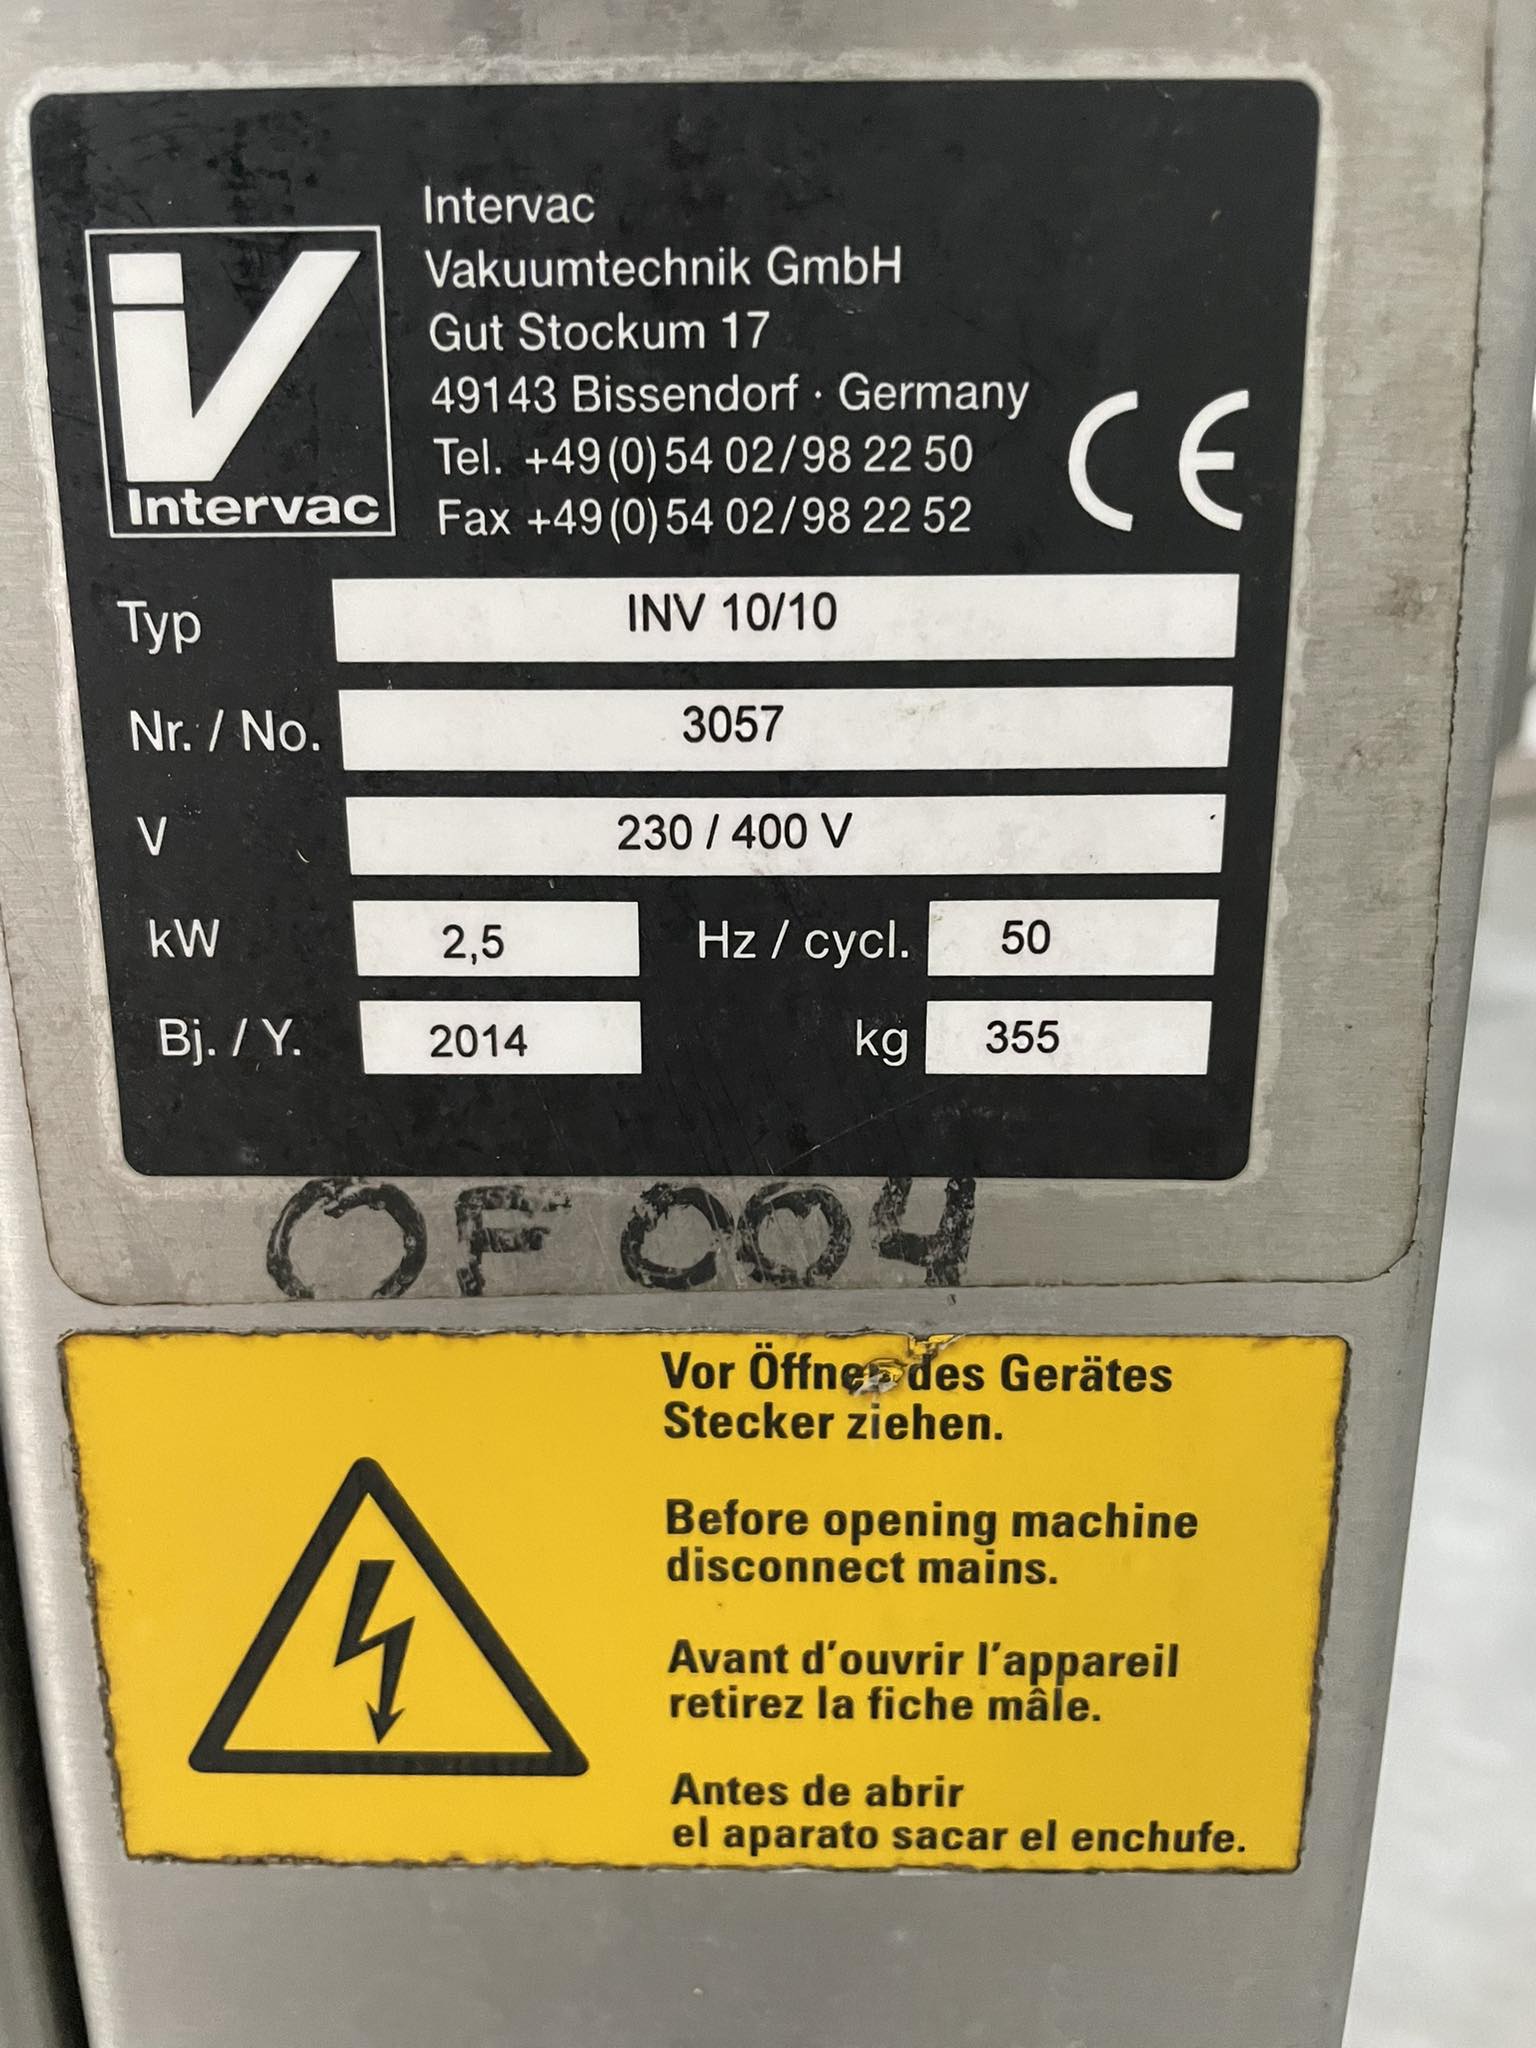 Intervac
Vakuumtechnik GmbH
Gut Stockum 17
49143 Bissendorf · Germany
Tel. +49(0)54 02/98 22 50
Fax +49(0)54 02/98 22 52
iV
Intervac
CE
Typ INV 10/10
Nr. / No. 3057
V 230 / 400 V
kW 2,5 Hz / cycl. 50
Bj. / Y. 2014 kg 355
OF 004
Vor Öffnen des Gerätes
Stecker ziehen.
Before opening machine
disconnect mains.
Avant d'ouvrir l'appareil
retirez la fiche mâle.
Antes de abrir
el aparato sacar el enchufe.